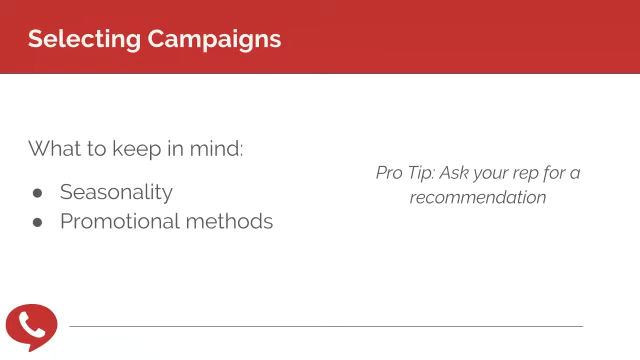 Selecting Campaigns
What to keep in mind:
● Seasonality
● Promotional methods
Pro Tip: Ask your rep for a
recommendation